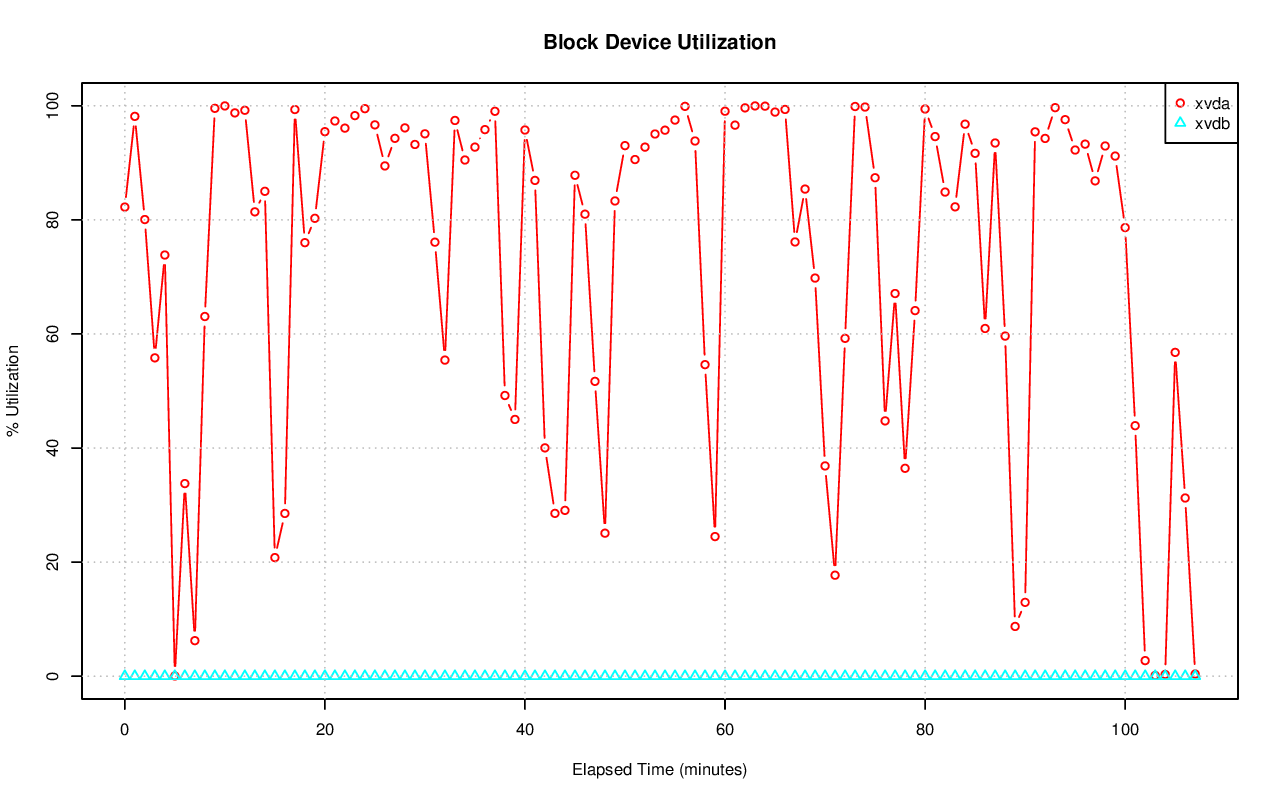 Block Device Utilization
xvda
xvdb
% Utilization
100
80
60
40
20
0
0 20 40 60 80 100
Elapsed Time (minutes)